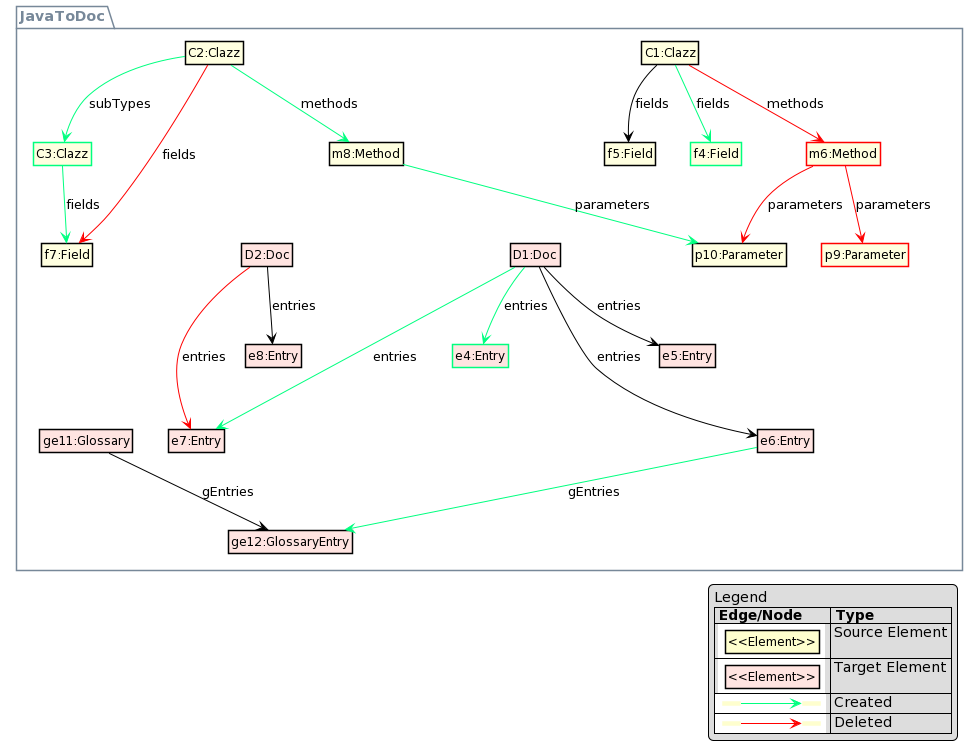 JavaToDoc
C2:Clazz
C1:Clazz
subTypes
methods
fields
fields
methods
fields
C3:Clazz
m8:Method
f5:Field
f4:Field
m6:Method
fields
parameters
parameters
parameters
f7:Field
D2:Doc
D1:Doc
p10:Parameter
p9:Parameter
entries
entries
entries
entries
entries
entries
e8:Entry
e4:Entry
e5:Entry
ge11:Glossary
e7:Entry
e6:Entry
gEntries
gEntries
ge12:GlossaryEntry
Legend
Edge/Node Type
<<Element>> Source Element
<<Element>> Target Element
Created
Deleted